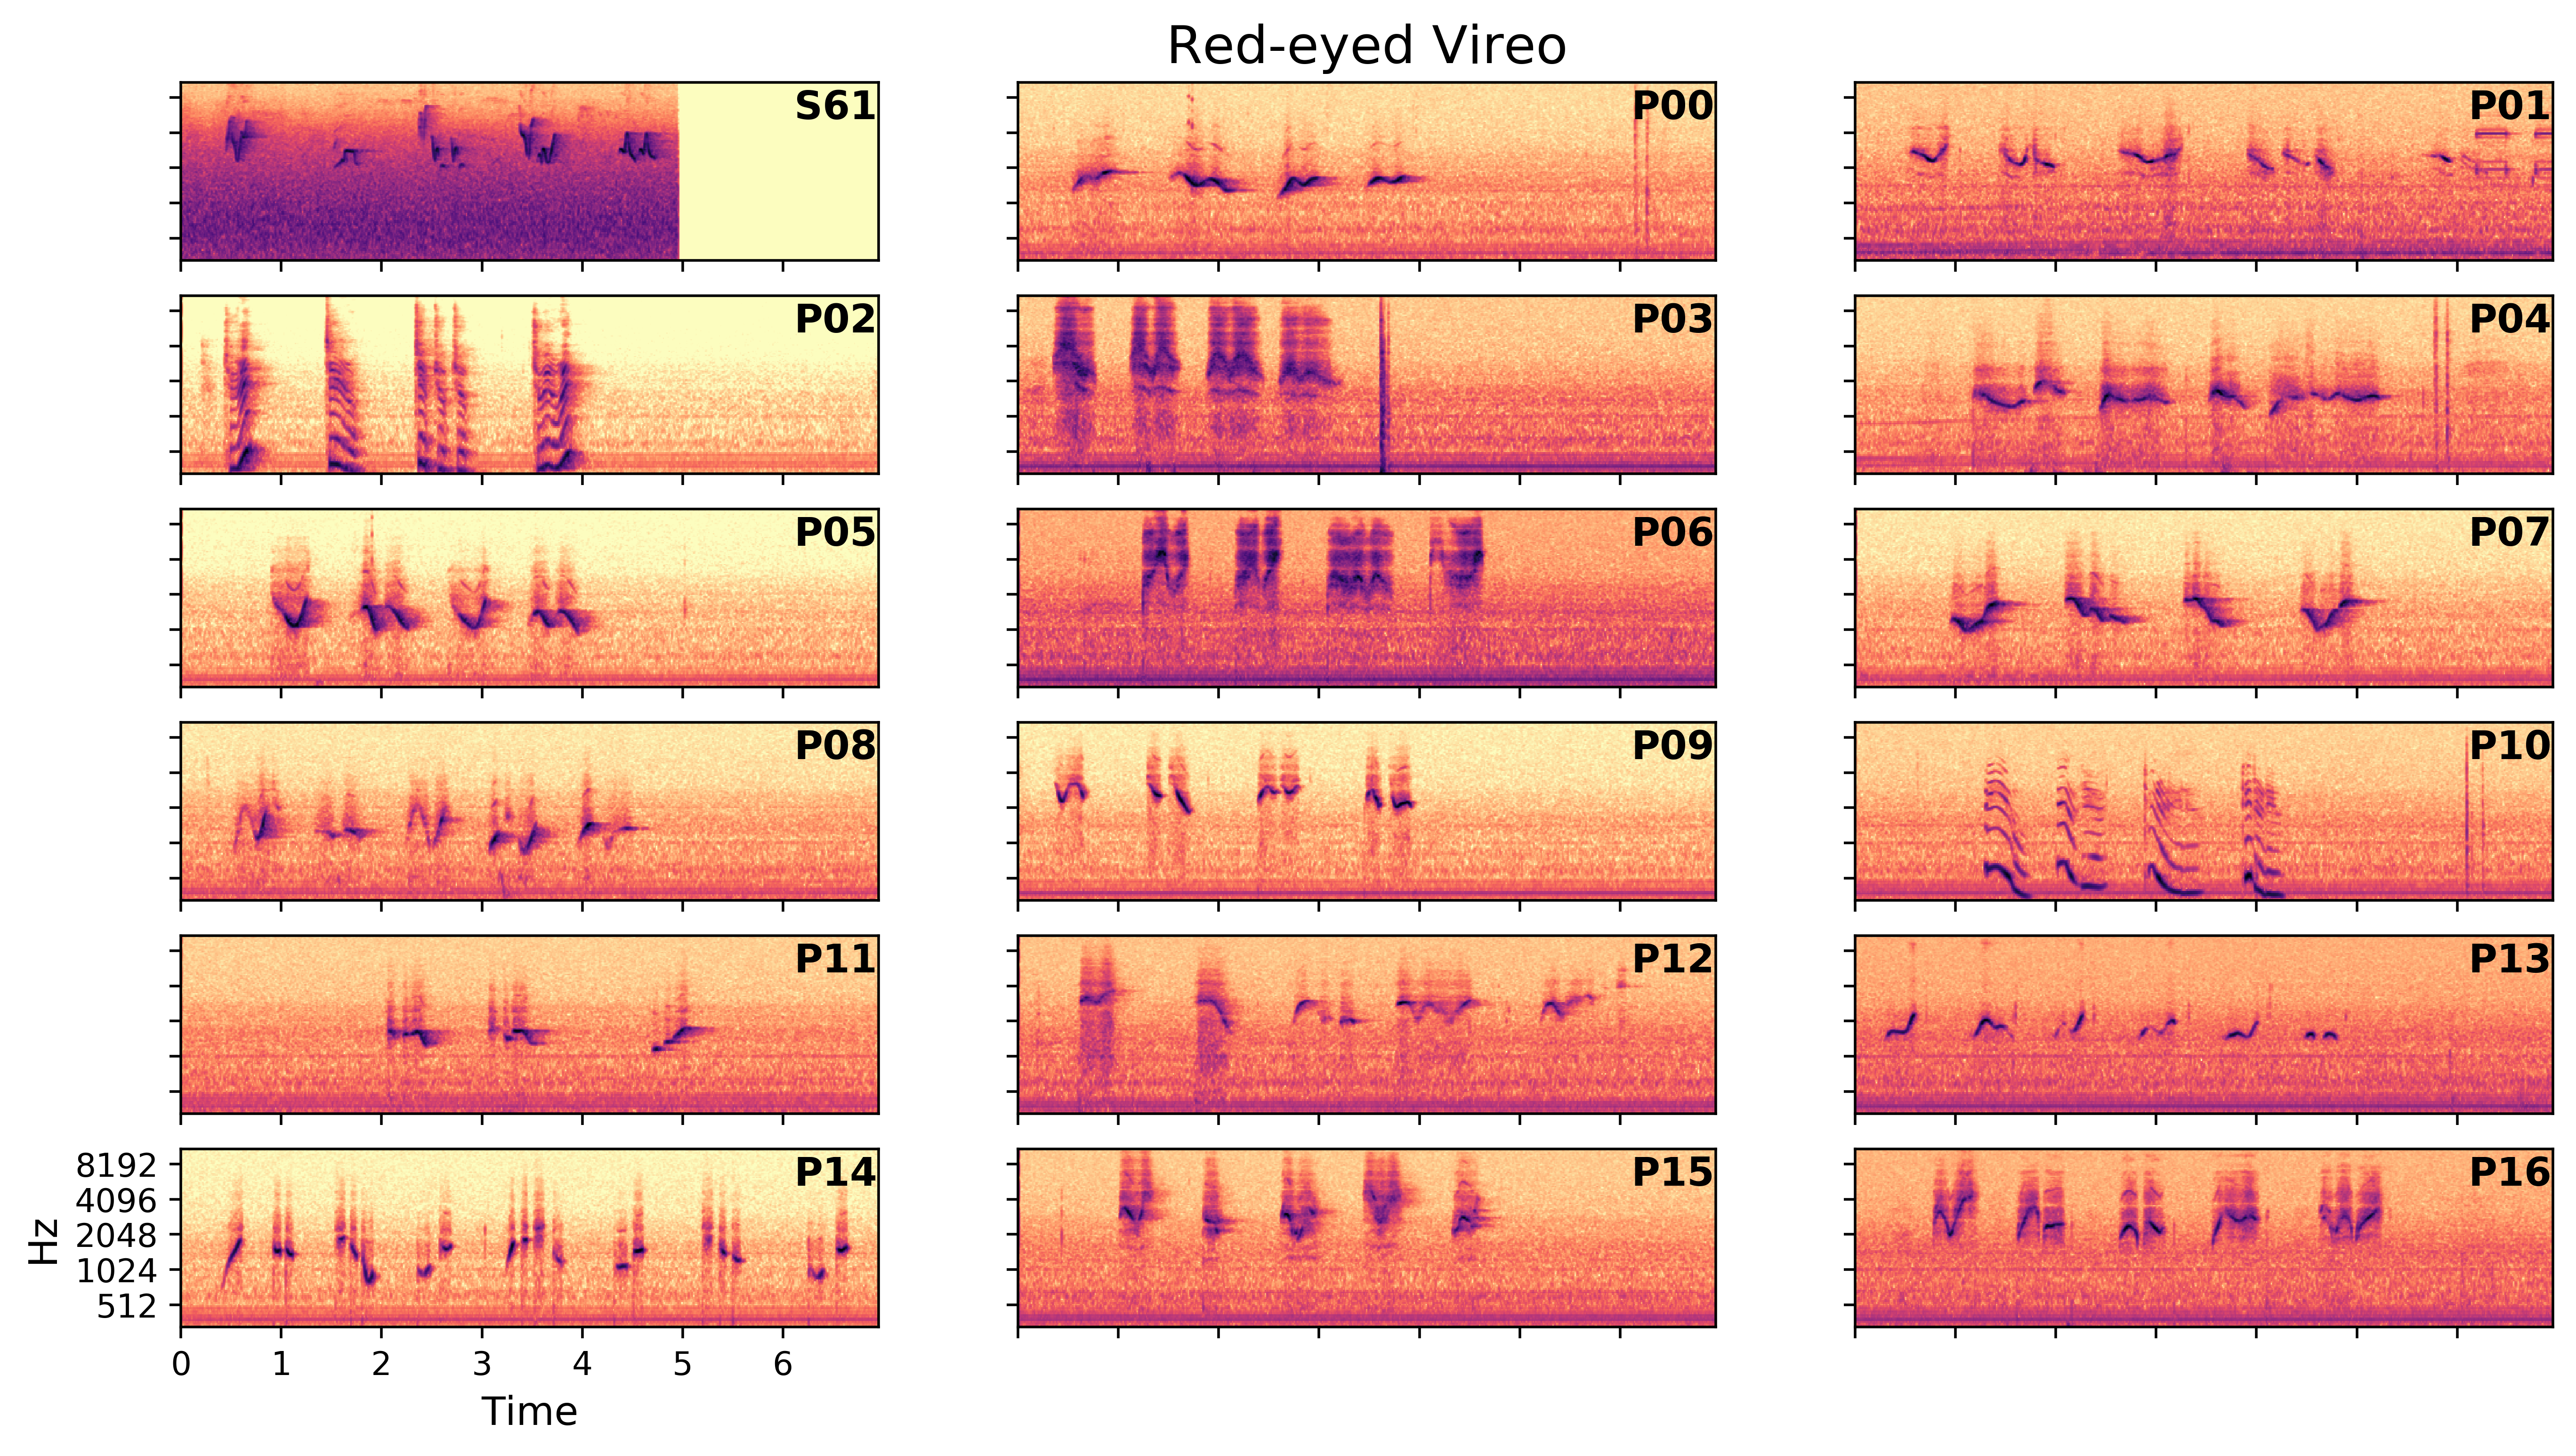 Red-eyed Vireo
S61
P00
P01
P02
P03
P04
P05
P06
P07
P08
P09
P10
P11
P12
P13
P14
P15
P16
8192
4096
2048
1024
512
Hz
0 1 2 3 4 5 6
Time